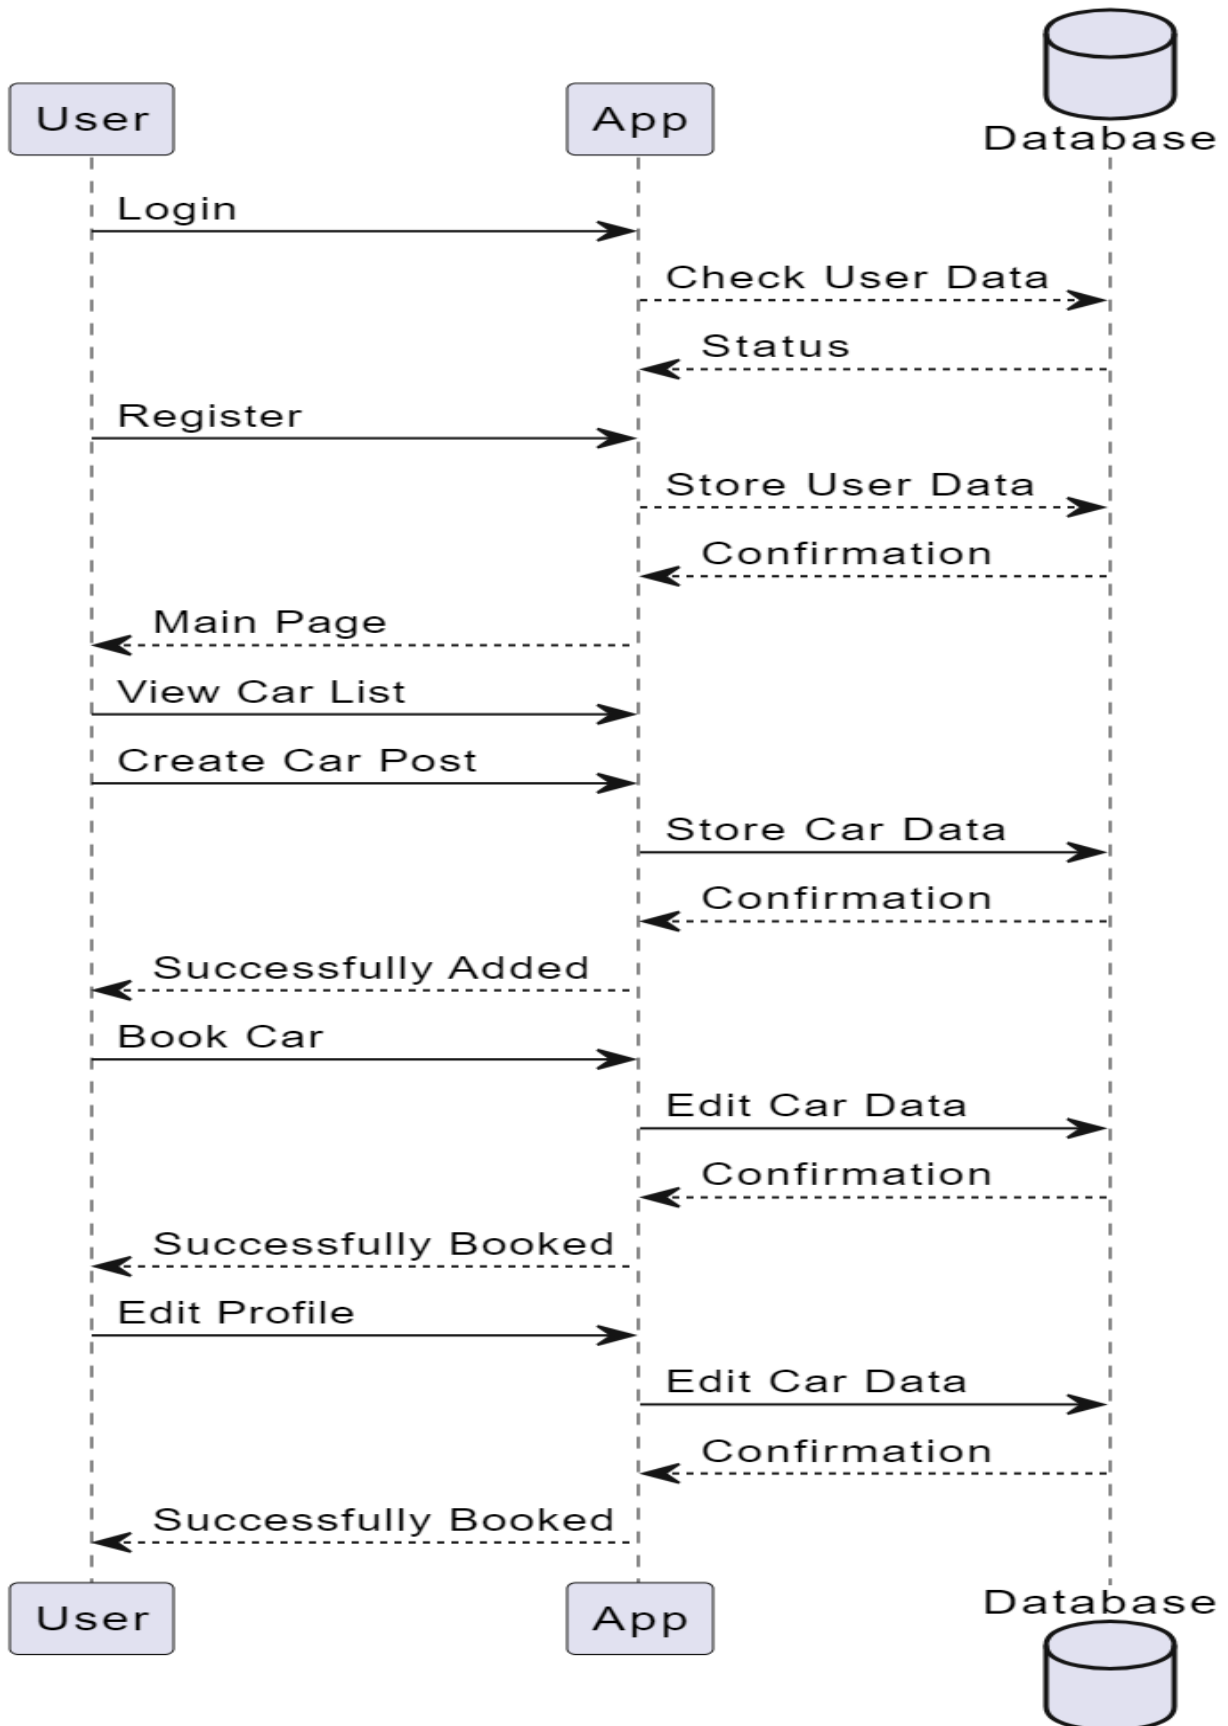 User
App
Database
Login
Check User Data
Status
Register
Store User Data
Confirmation
Main Page
View Car List
Create Car Post
Store Car Data
Confirmation
Successfully Added
Book Car
Edit Car Data
Confirmation
Successfully Booked
Edit Profile
Edit Car Data
Confirmation
Successfully Booked
User
App
Database